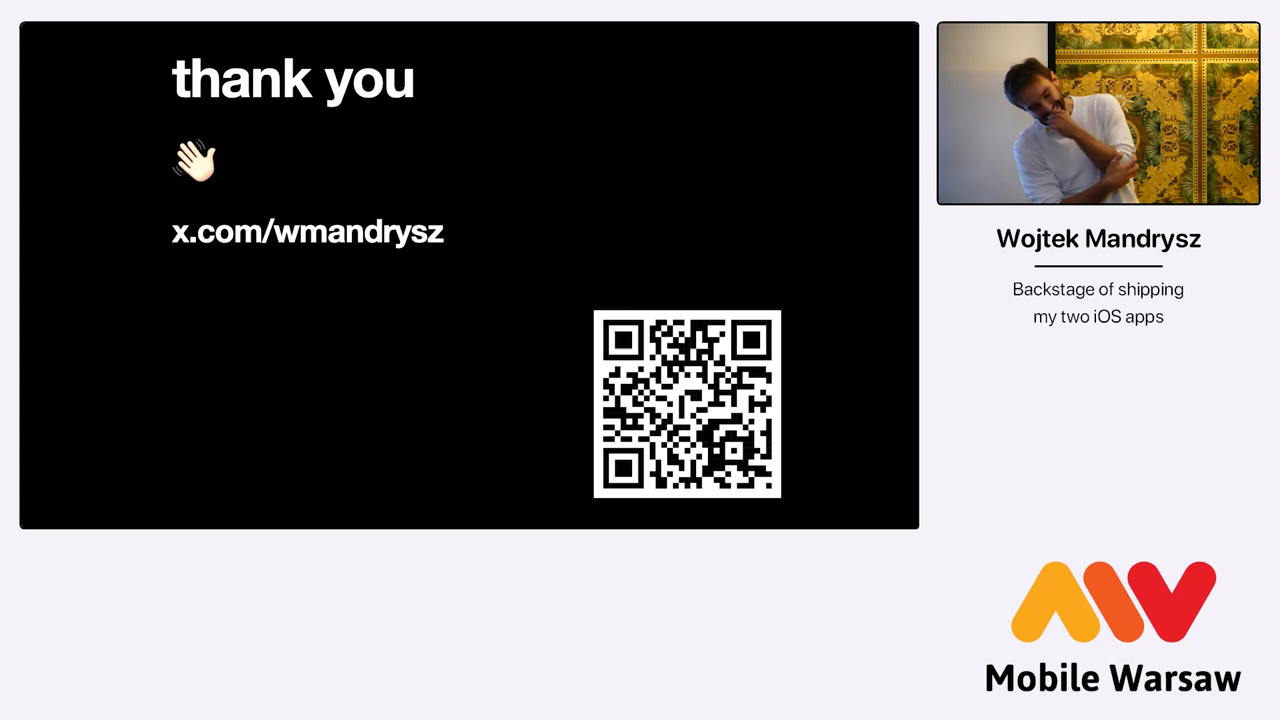 thank you
👋🏻
x.com/wmandrysz
Wojtek Mandrysz
Backstage of shipping
my two iOS apps
Mobile Warsaw